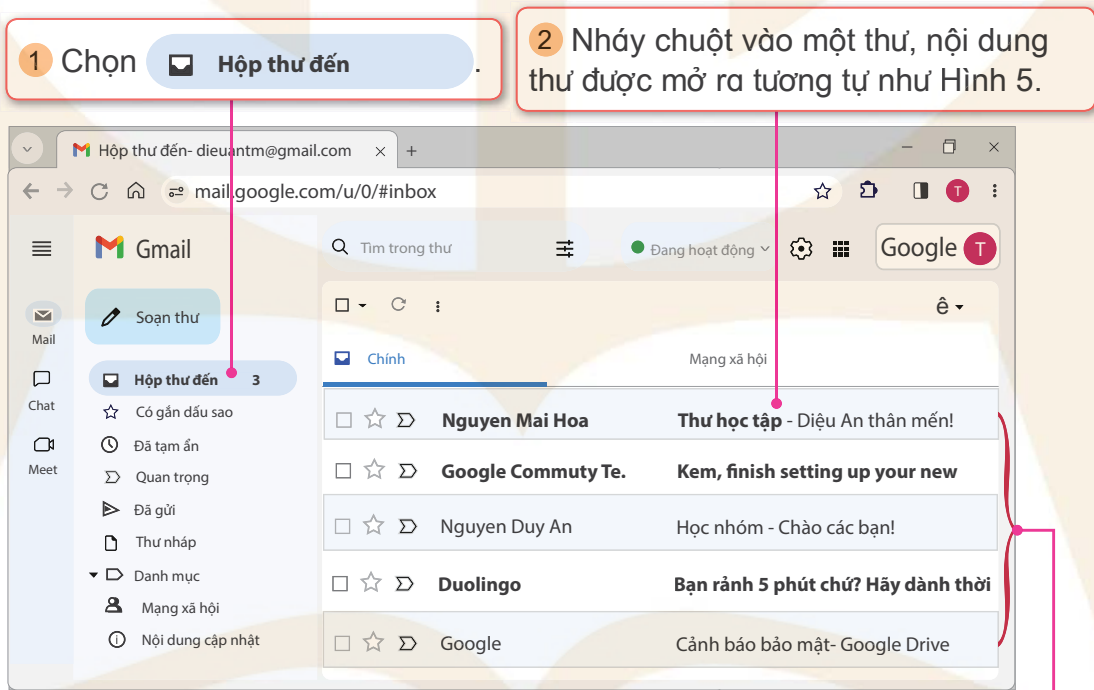 1 Chọn Hộp thư đến .
2 Nháy chuột vào một thư, nội dung
thư được mở ra tương tự như Hình 5.
Hộp thư đến- dieuantm@gmail.com × +
mail.google.com/u/0/#inbox
T
Gmail
Tìm trong thư
Đang hoạt động
Google T
Soạn thư
ê
Mail
Chat
Meet
Hộp thư đến 3
Có gắn dấu sao
Đã tạm ẩn
Quan trọng
Đã gửi
Thư nháp
Danh mục
Mạng xã hội
Nội dung cập nhật
Chính
Mạng xã hội
Nguyen Mai Hoa Thư học tập - Diệu An thân mến!
Google Commuty Te. Kem, finish setting up your new
Nguyen Duy An Học nhóm - Chào các bạn!
Duolingo Bạn rảnh 5 phút chứ? Hãy dành thời
Google Cảnh báo bảo mật- Google Drive